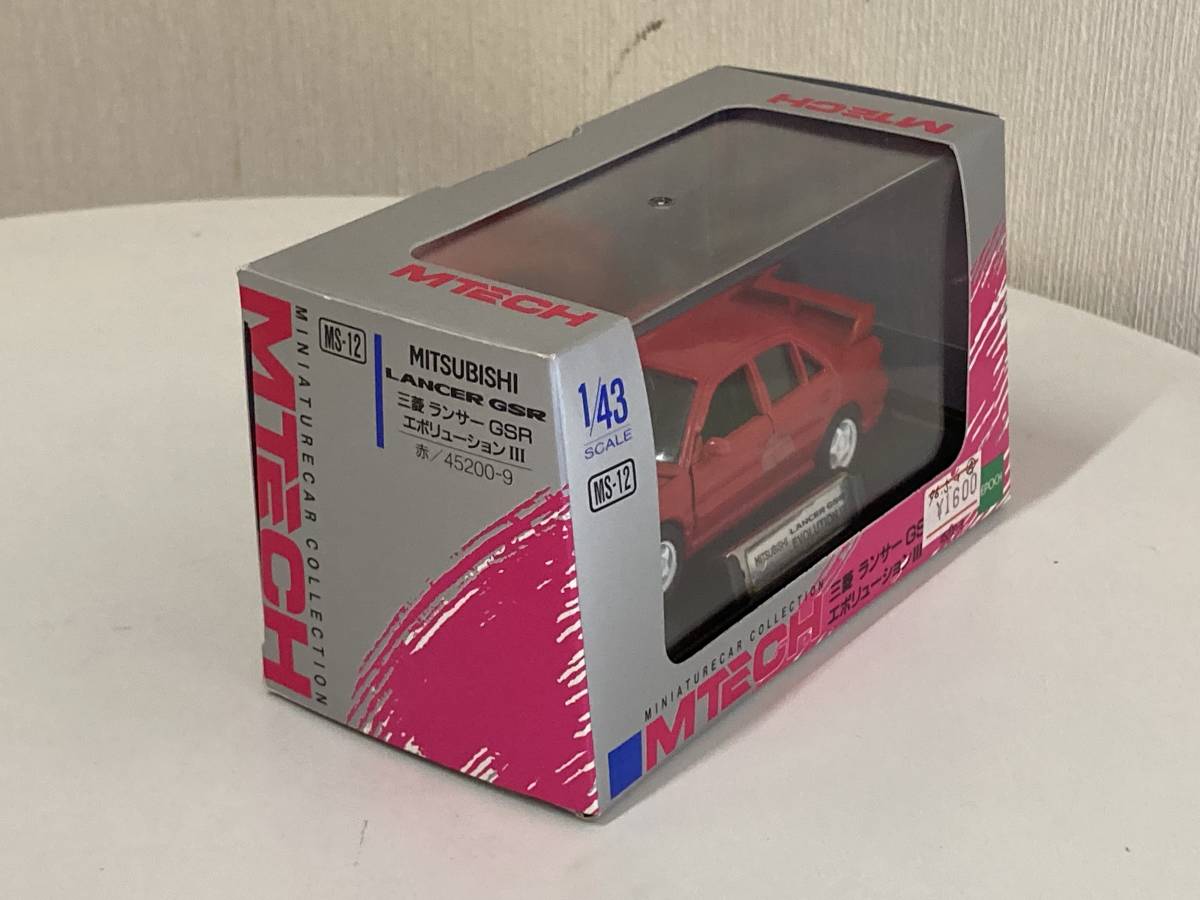 MTECH
MTECH
MTECH
MINIATURECAR COLLECTION
MS-12
MITSUBISHI
LANCER GSR
三菱 ランサー GSR
エボリューションIII
赤／45200-9
1/43
SCALE
MS-12
MITSUBISHI
LANCER GSR
EVOLUTION
¥1600
EPOCH
MINIATURECAR COLLECTION
MTECH
三菱 ランサー GS
エボリューションIII